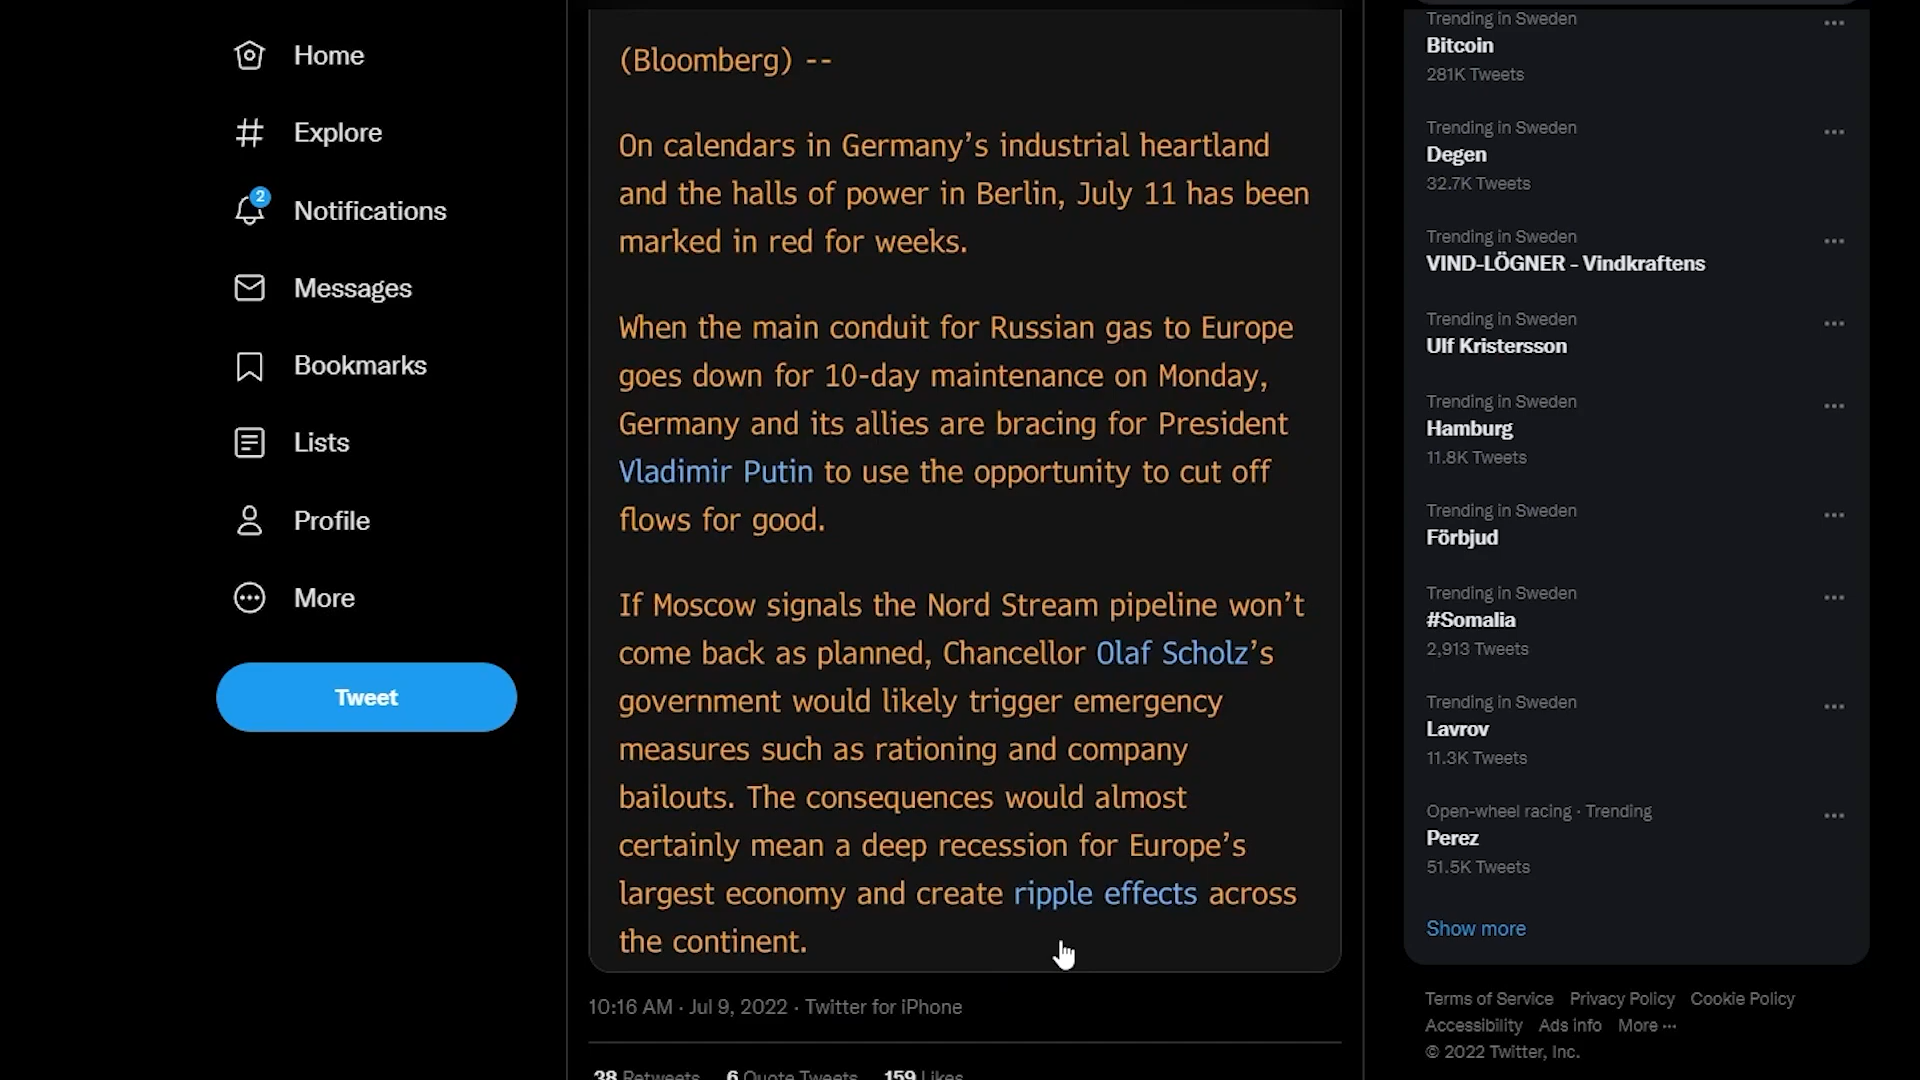 Home
Explore
2
Notifications
Messages
Bookmarks
Lists
Profile
More
Tweet
(Bloomberg) --
On calendars in Germany’s industrial heartland
and the halls of power in Berlin, July 11 has been
marked in red for weeks.
When the main conduit for Russian gas to Europe
goes down for 10-day maintenance on Monday,
Germany and its allies are bracing for President
Vladimir Putin to use the opportunity to cut off
flows for good.
If Moscow signals the Nord Stream pipeline won’t
come back as planned, Chancellor Olaf Scholz’s
government would likely trigger emergency
measures such as rationing and company
bailouts. The consequences would almost
certainly mean a deep recession for Europe’s
largest economy and create ripple effects across
the continent.
10:16 AM · Jul 9, 2022 · Twitter for iPhone
38 Retweets 6 Quote Tweets 159 Likes
Trending in Sweden
Bitcoin
281K Tweets
Trending in Sweden
Degen
32.7K Tweets
Trending in Sweden
VIND-LÖGNER - Vindkraftens
Trending in Sweden
Ulf Kristersson
Trending in Sweden
Hamburg
11.8K Tweets
Trending in Sweden
Förbjud
Trending in Sweden
#Somalia
2,913 Tweets
Trending in Sweden
Lavrov
11.3K Tweets
Open-wheel racing · Trending
Perez
51.5K Tweets
Show more
Terms of Service Privacy Policy Cookie Policy
Accessibility Ads info More ···
© 2022 Twitter, Inc.